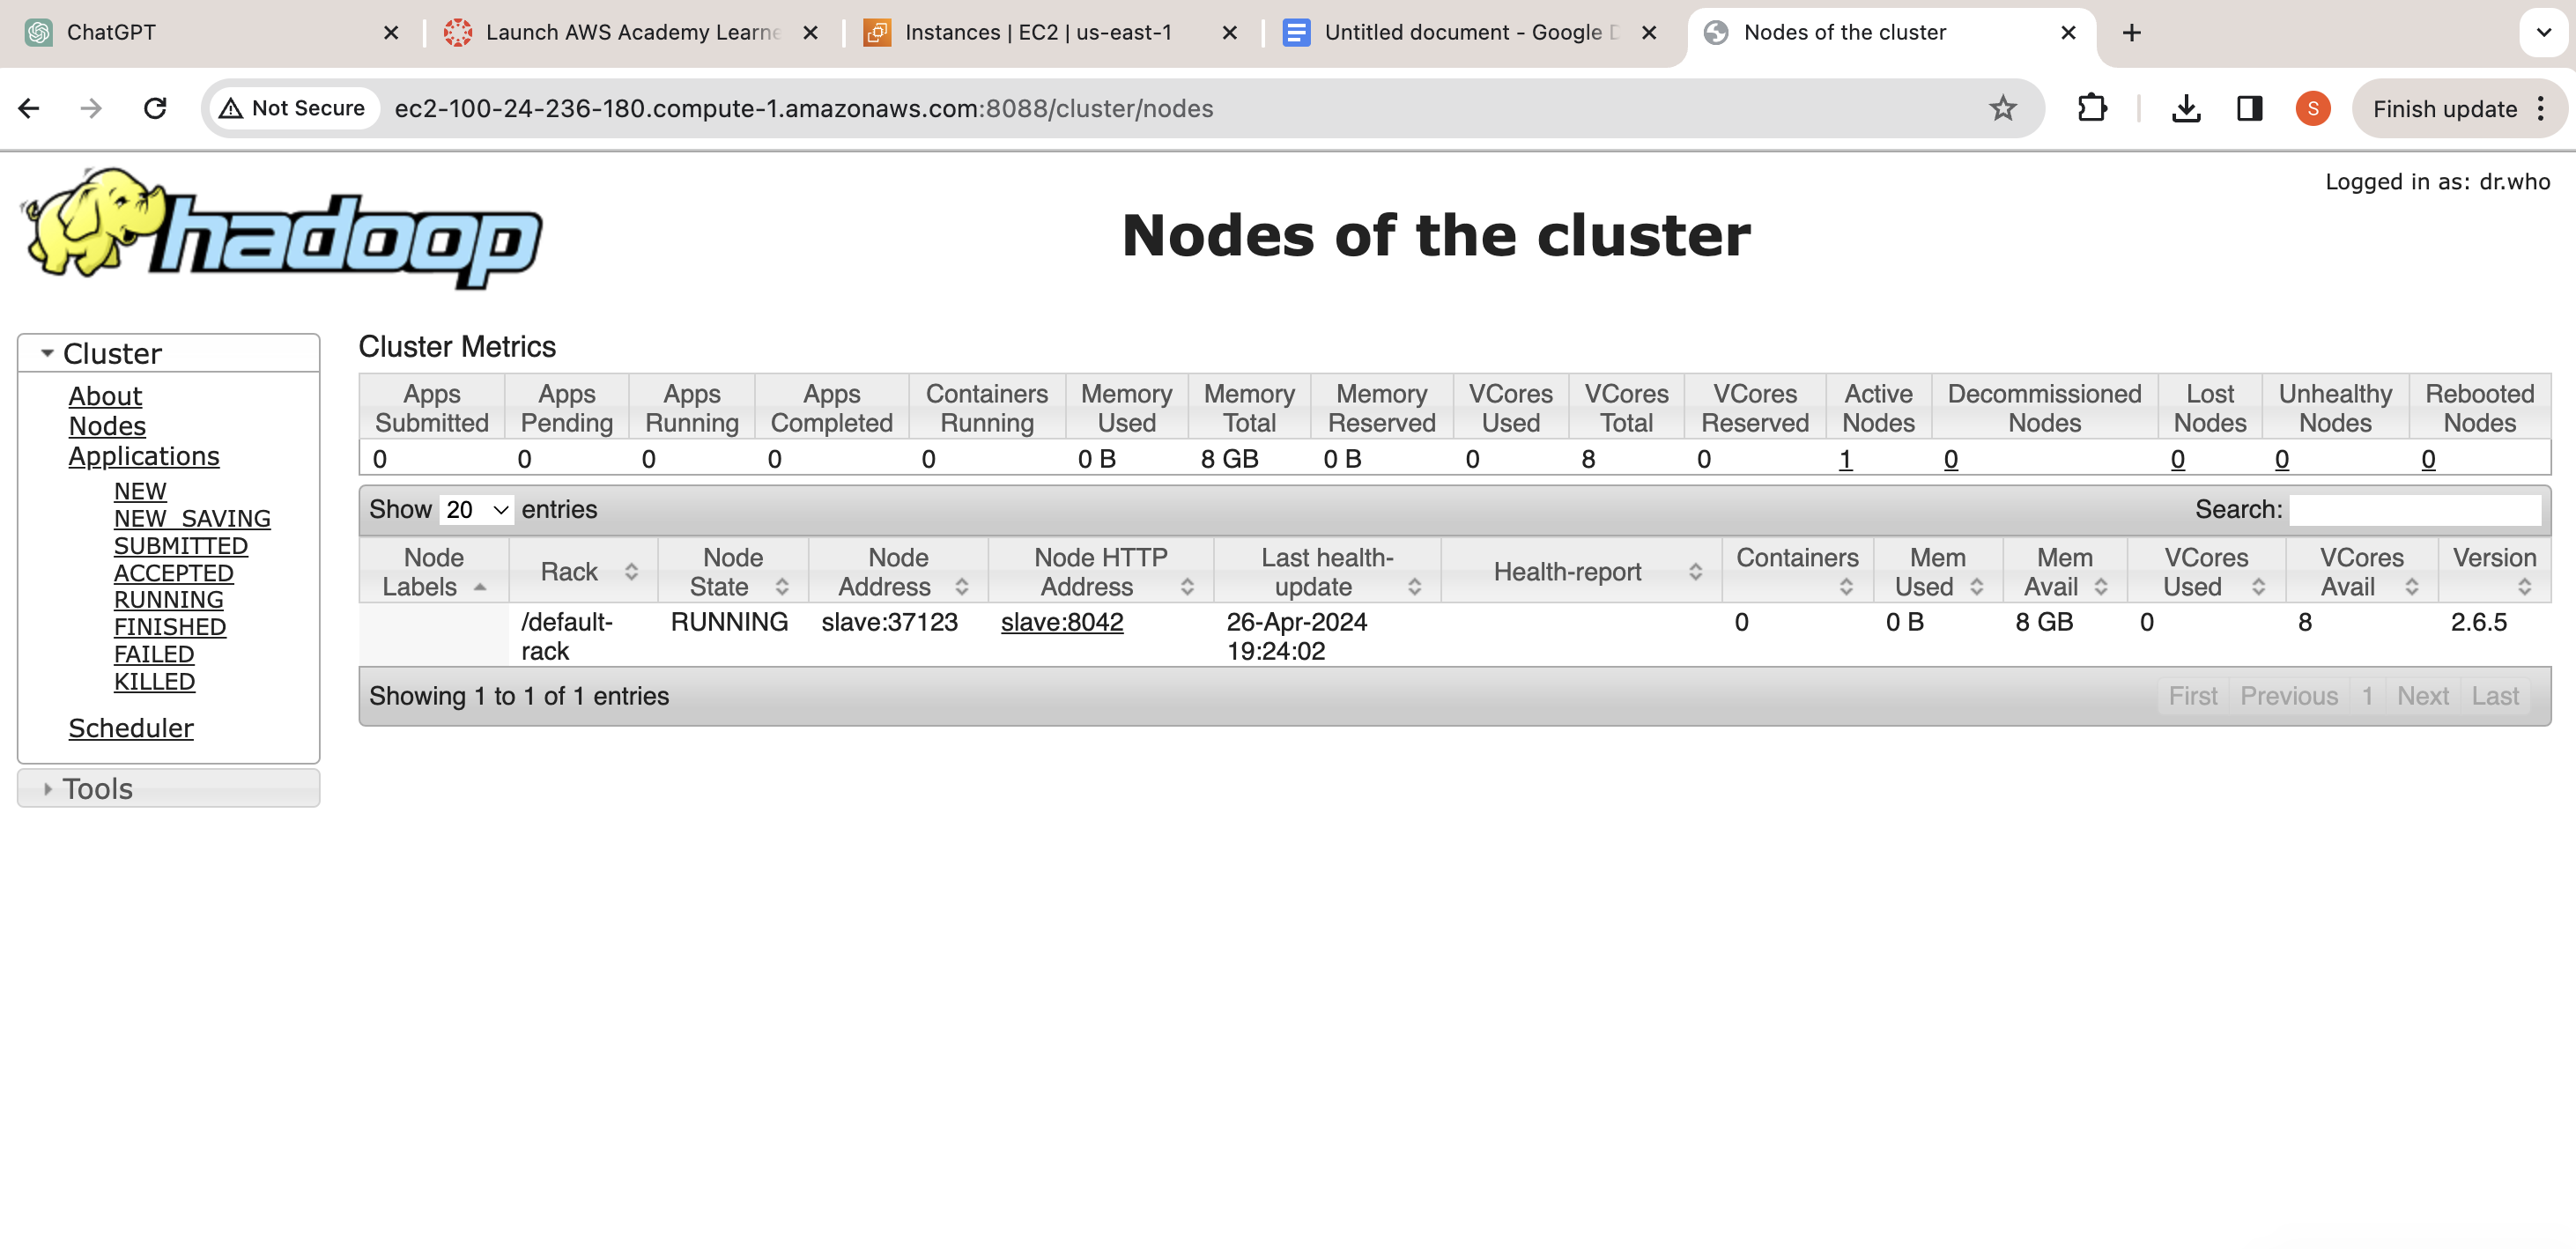 ChatGPT
Launch AWS Academy Learne
Instances | EC2 | us-east-1
Untitled document - Google D
Nodes of the cluster
Not Secure
ec2-100-24-236-180.compute-1.amazonaws.com:8088/cluster/nodes
S
Finish update
hadoop
Nodes of the cluster
Logged in as: dr.who
Cluster
About
Nodes
Applications
NEW
NEW_SAVING
SUBMITTED
ACCEPTED
RUNNING
FINISHED
FAILED
KILLED
Scheduler
Tools
Cluster Metrics
Apps Submitted Apps Pending Apps Running Apps Completed Containers Running Memory Used Memory Total Memory Reserved VCores Used VCores Total VCores Reserved Active Nodes Decommissioned Nodes Lost Nodes Unhealthy Nodes Rebooted Nodes
0 0 0 0 0 0 B 8 GB 0 B 0 8 0 1 0 0 0 0
Show 20 entries Search:
Node Labels Rack Node State Node Address Node HTTP Address Last health-update Health-report Containers Mem Used Mem Avail VCores Used VCores Avail Version
/default-rack RUNNING slave:37123 slave:8042 26-Apr-2024 19:24:02 0 0 B 8 GB 0 8 2.6.5
Showing 1 to 1 of 1 entries First Previous 1 Next Last